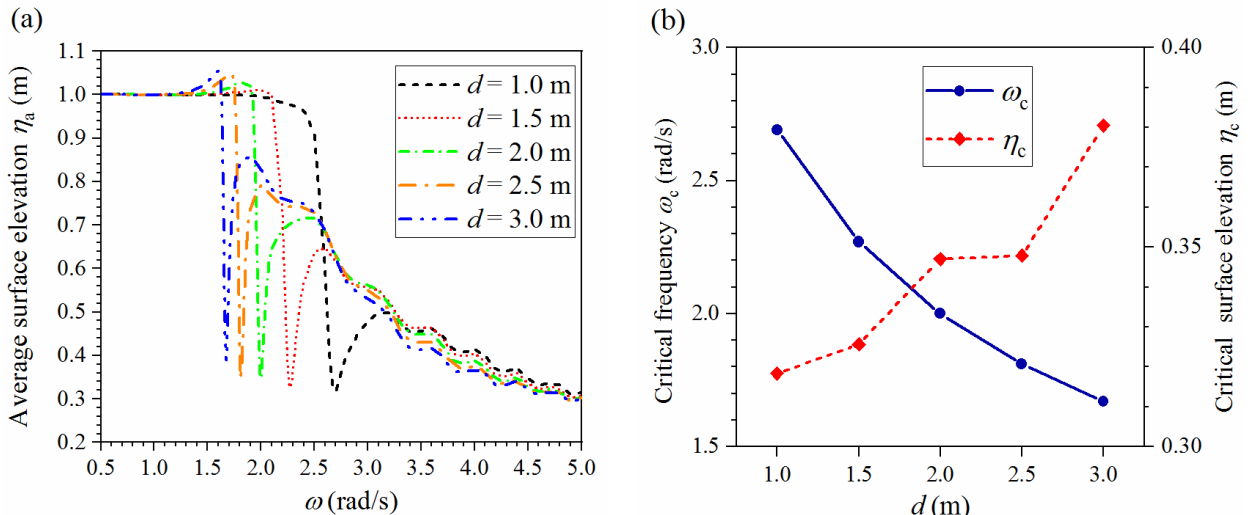 (a)
Average surface elevation ηa (m)
1.1
1.0
0.9
0.8
0.7
0.6
0.5
0.4
0.3
0.2
0.5
1.0
1.5
2.0
2.5
3.0
3.5
4.0
4.5
5.0
ω (rad/s)
d = 1.0 m
d = 1.5 m
d = 2.0 m
d = 2.5 m
d = 3.0 m
(b)
Critical frequency ωc (rad/s)
3.0
2.5
2.0
1.5
1.0
1.5
2.0
2.5
3.0
d (m)
ωc
ηc
0.40
0.35
0.30
Critical surface elevation ηc (m)